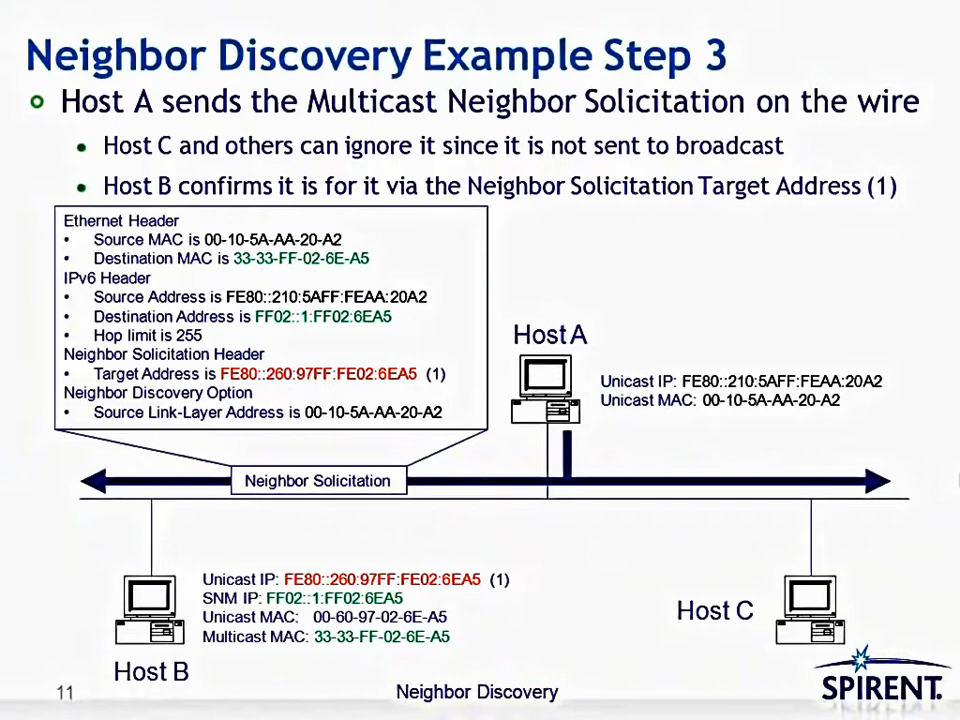 Neighbor Discovery Example Step 3
Host A sends the Multicast Neighbor Solicitation on the wire
• Host C and others can ignore it since it is not sent to broadcast
• Host B confirms it is for it via the Neighbor Solicitation Target Address (1)
Ethernet Header
• Source MAC is 00-10-5A-AA-20-A2
• Destination MAC is 33-33-FF-02-6E-A5
IPv6 Header
• Source Address is FE80::210:5AFF:FEAA:20A2
• Destination Address is FF02::1:FF02:6EA5
• Hop limit is 255
Neighbor Solicitation Header
• Target Address is FE80::260:97FF:FE02:6EA5 (1)
Neighbor Discovery Option
• Source Link-Layer Address is 00-10-5A-AA-20-A2
Host A
Unicast IP: FE80::210:5AFF:FEAA:20A2
Unicast MAC: 00-10-5A-AA-20-A2
Neighbor Solicitation
Unicast IP: FE80::260:97FF:FE02:6EA5 (1)
SNM IP: FF02::1:FF02:6EA5
Unicast MAC: 00-60-97-02-6E-A5
Multicast MAC: 33-33-FF-02-6E-A5
Host B
Host C
11
Neighbor Discovery
SPIRENT.